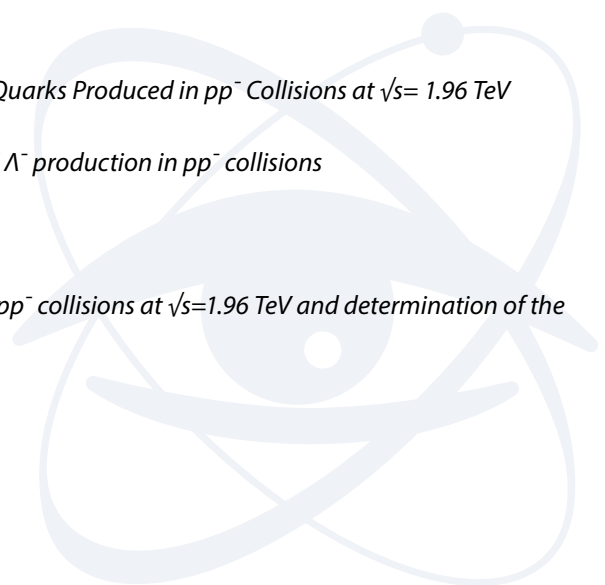 Quarks Produced in pp¯ Collisions at √s= 1.96 TeV
Λ¯ production in pp¯ collisions
pp¯ collisions at √s=1.96 TeV and determination of the